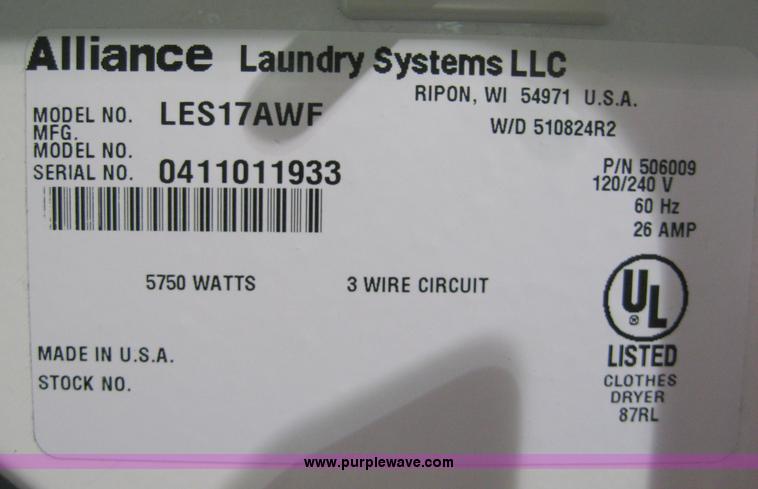 Alliance Laundry Systems LLC
RIPON, WI 54971 U.S.A.
MODEL NO. LES17AWF
W/D 510824R2
MFG.
MODEL NO.
SERIAL NO. 0411011933
P/N 506009
120/240 V
60 Hz
26 AMP
5750 WATTS 3 WIRE CIRCUIT
UL
LISTED
MADE IN U.S.A.
STOCK NO.
CLOTHES
DRYER
87RL
www.purplewave.com